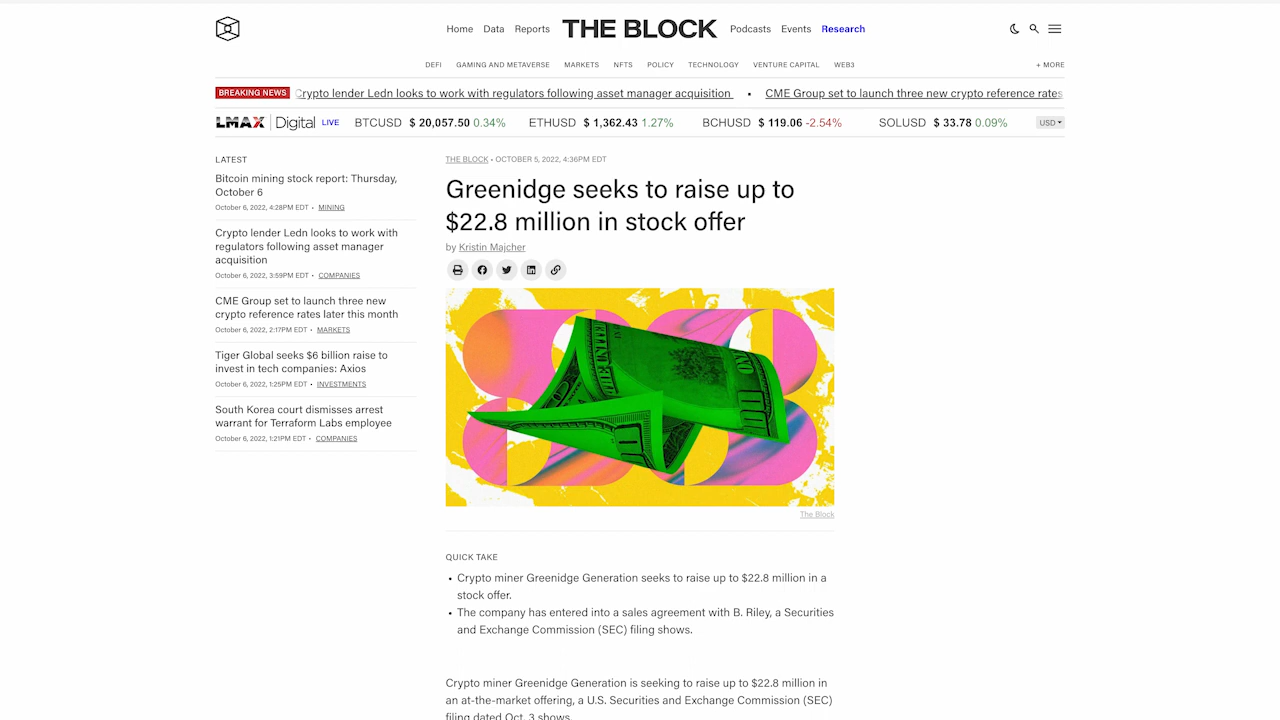 Home Data Reports THE BLOCK Podcasts Events Research
DEFI GAMING AND METAVERSE MARKETS NFTS POLICY TECHNOLOGY VENTURE CAPITAL WEB3 + MORE
BREAKING NEWS Crypto lender Ledn looks to work with regulators following asset manager acquisition • CME Group set to launch three new crypto reference rates
LMAX Digital LIVE BTCUSD $ 20,057.50 0.34% ETHUSD $ 1,362.43 1.27% BCHUSD $ 119.06 -2.54% SOLUSD $ 33.78 0.09% USD
LATEST
Bitcoin mining stock report: Thursday,
October 6
October 6, 2022, 4:28PM EDT • MINING
Crypto lender Ledn looks to work with
regulators following asset manager
acquisition
October 6, 2022, 3:59PM EDT • COMPANIES
CME Group set to launch three new
crypto reference rates later this month
October 6, 2022, 2:17PM EDT • MARKETS
Tiger Global seeks $6 billion raise to
invest in tech companies: Axios
October 6, 2022, 1:25PM EDT • INVESTMENTS
South Korea court dismisses arrest
warrant for Terraform Labs employee
October 6, 2022, 1:21PM EDT • COMPANIES
THE BLOCK • OCTOBER 5, 2022, 4:36PM EDT
Greenidge seeks to raise up to
$22.8 million in stock offer
by Kristin Majcher
The Block
QUICK TAKE
• Crypto miner Greenidge Generation seeks to raise up to $22.8 million in a
stock offer.
• The company has entered into a sales agreement with B. Riley, a Securities
and Exchange Commission (SEC) filing shows.
Crypto miner Greenidge Generation is seeking to raise up to $22.8 million in
an at-the-market offering, a U.S. Securities and Exchange Commission (SEC)
filing dated Oct. 3 shows.